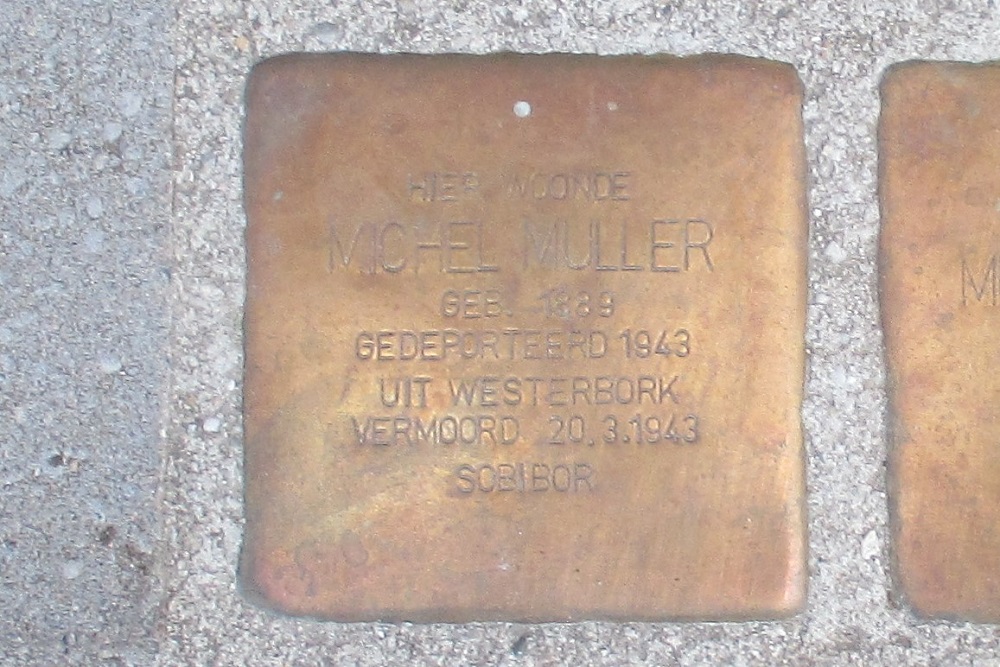 HIER WOONDE
MICHEL MULLER
GEB. 1889
GEDEPORTEERD 1943
UIT WESTERBORK
VERMOORD 20.3.1943
SOBIBOR
M